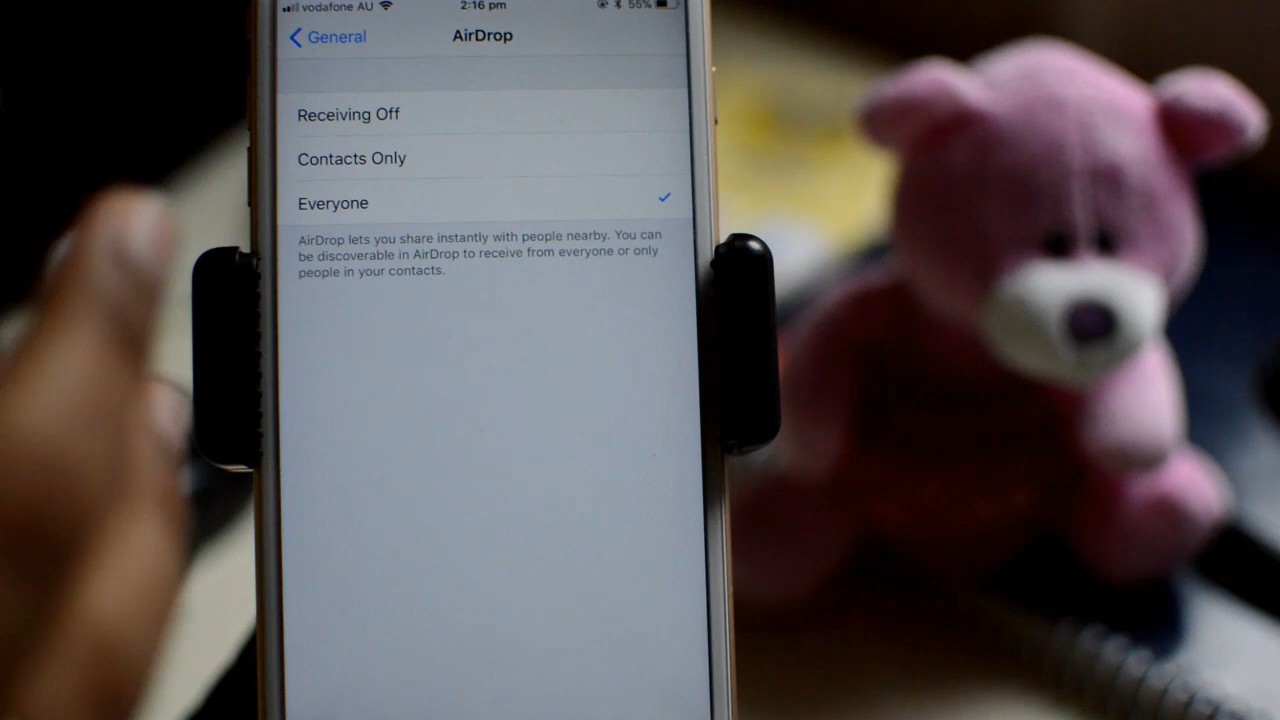 vodafone AU 2:16 pm 55%
General AirDrop
Receiving Off
Contacts Only
Everyone
AirDrop lets you share instantly with people nearby. You can
be discoverable in AirDrop to receive from everyone or only
people in your contacts.